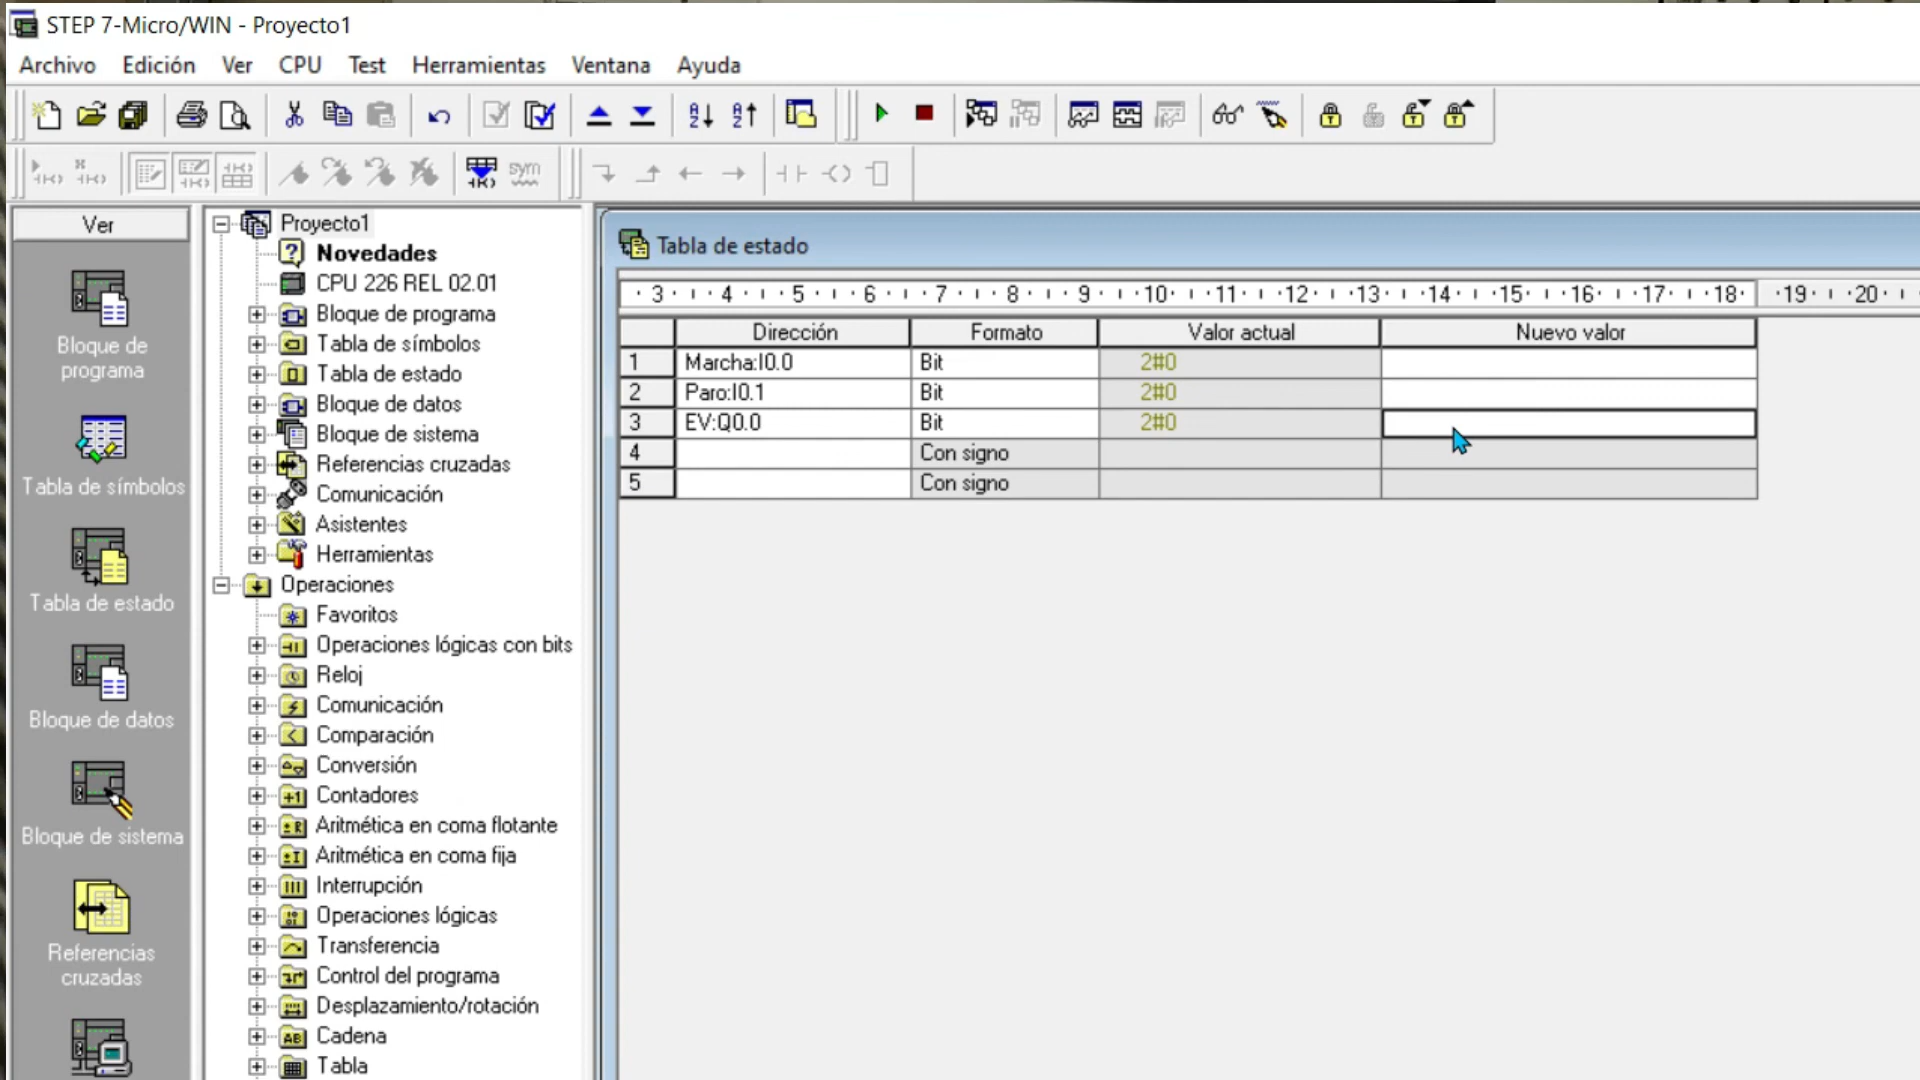 STEP 7-Micro/WIN - Proyecto1
Archivo Edición Ver CPU Test Herramientas Ventana Ayuda
Ver
Bloque de
programa
Tabla de símbolos
Tabla de estado
Bloque de datos
Bloque de sistema
Referencias
cruzadas
Proyecto1
Novedades
CPU 226 REL 02.01
Bloque de programa
Tabla de símbolos
Tabla de estado
Bloque de datos
Bloque de sistema
Referencias cruzadas
Comunicación
Asistentes
Herramientas
Operaciones
Favoritos
Operaciones lógicas con bits
Reloj
Comunicación
Comparación
Conversión
Contadores
Aritmética en coma flotante
Aritmética en coma fija
Interrupción
Operaciones lógicas
Transferencia
Control del programa
Desplazamiento/rotación
Cadena
Tabla
Tabla de estado
3 4 5 6 7 8 9 10 11 12 13 14 15 16 17 18 19 20
Dirección Formato Valor actual Nuevo valor
1 Marcha:I0.0 Bit 2#0
2 Paro:I0.1 Bit 2#0
3 EV:Q0.0 Bit 2#0
4 Con signo
5 Con signo